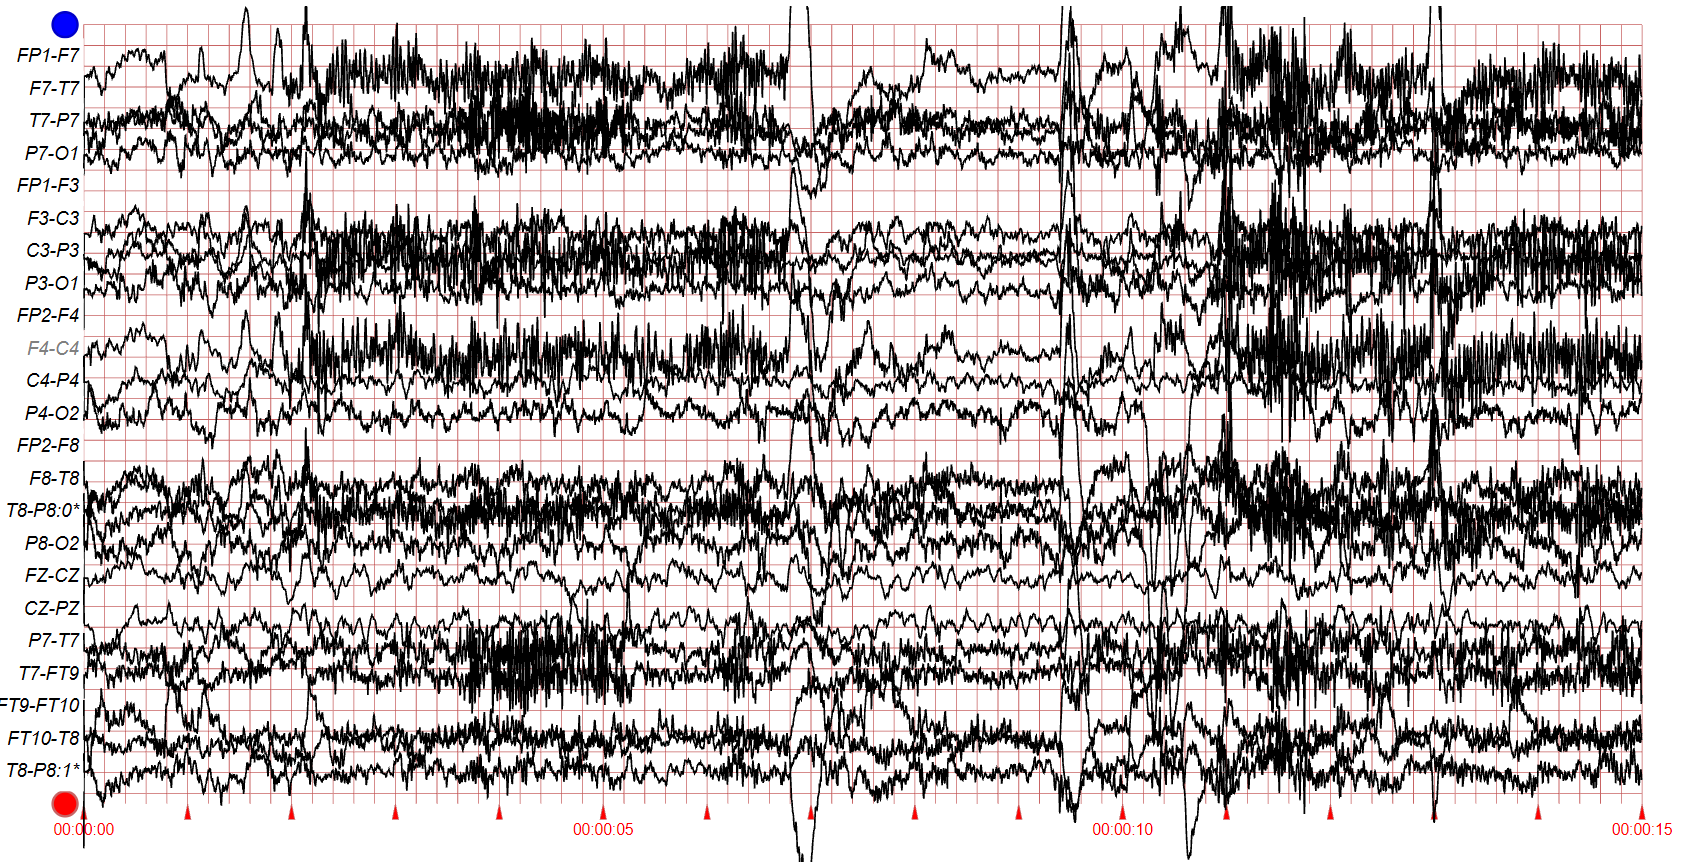 FP1-F7
F7-T7
T7-P7
P7-O1
FP1-F3
F3-C3
C3-P3
P3-O1
FP2-F4
F4-C4
C4-P4
P4-O2
FP2-F8
F8-T8
T8-P8:0*
P8-O2
FZ-CZ
CZ-PZ
P7-T7
T7-FT9
FT9-FT10
FT10-T8
T8-P8:1*
00:00:00 00:00:05 00:00:10 00:00:15